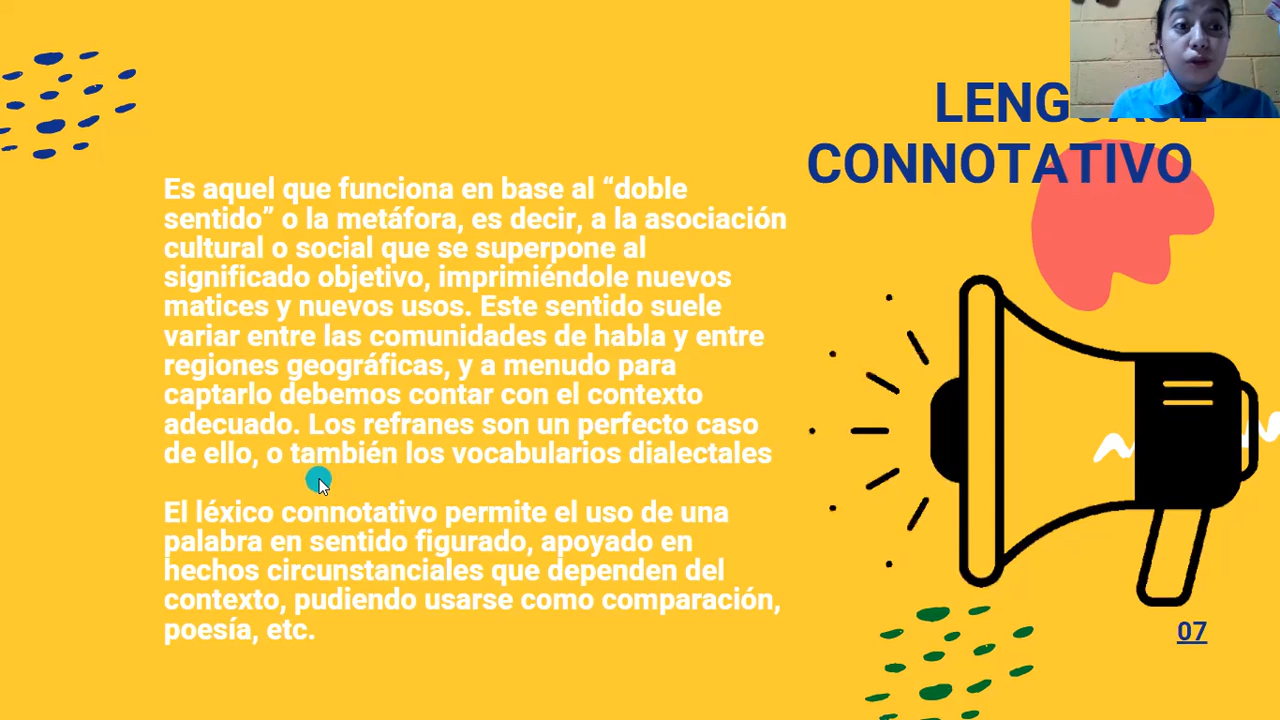 LENGUAJE
CONNOTATIVO
Es aquel que funciona en base al “doble
sentido” o la metáfora, es decir, a la asociación
cultural o social que se superpone al
significado objetivo, imprimiéndole nuevos
matices y nuevos usos. Este sentido suele
variar entre las comunidades de habla y entre
regiones geográficas, y a menudo para
captarlo debemos contar con el contexto
adecuado. Los refranes son un perfecto caso
de ello, o también los vocabularios dialectales
El léxico connotativo permite el uso de una
palabra en sentido figurado, apoyado en
hechos circunstanciales que dependen del
contexto, pudiendo usarse como comparación,
poesía, etc.
07